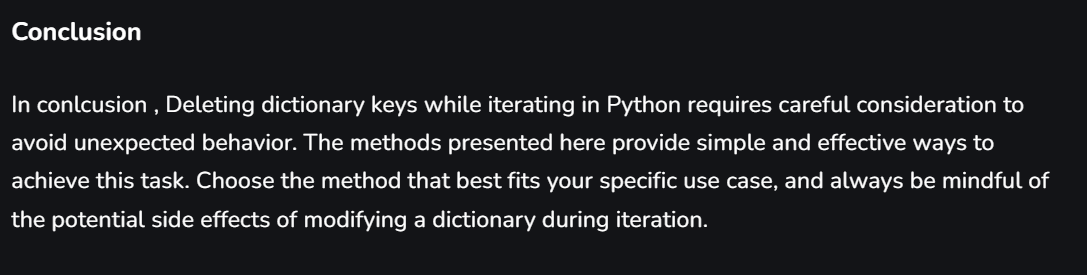 Conclusion
In conlcusion , Deleting dictionary keys while iterating in Python requires careful consideration to
avoid unexpected behavior. The methods presented here provide simple and effective ways to
achieve this task. Choose the method that best fits your specific use case, and always be mindful of
the potential side effects of modifying a dictionary during iteration.